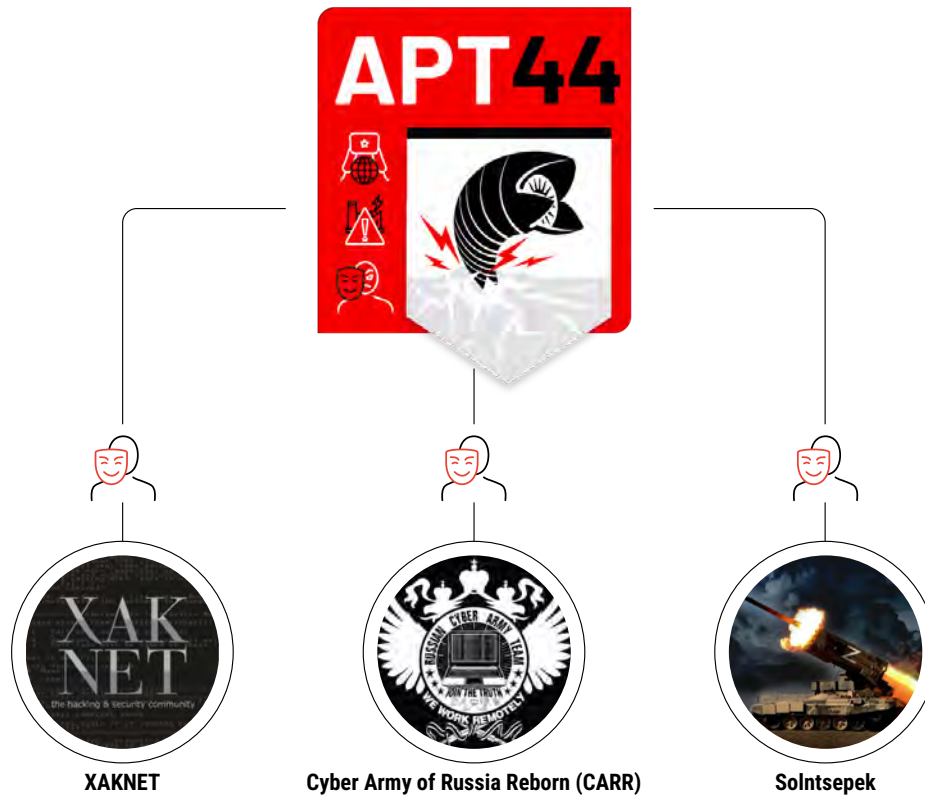 APT44
XAK
NET
the hacking & security community
RUSSIAN CYBER ARMY TEAM
JOIN THE TRUTH
WE WORK REMOTELY
Z
XAKNET
Cyber Army of Russia Reborn (CARR)
Solntsepek